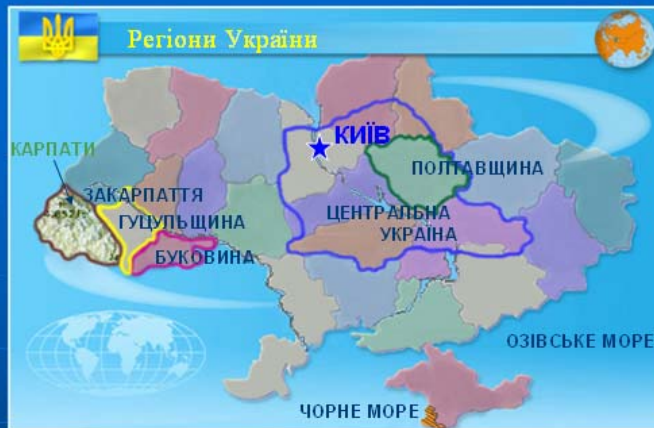 Регіони України
КИЇВ
КАРПАТИ
ПОЛТАВЩИНА
ЗАКАРПАТТЯ
ГУЦУЛЬЩИНА
ЦЕНТРАЛЬНА
УКРАЇНА
БУКОВИНА
ОЗІВСЬКЕ МОРЕ
ЧОРНЕ МОРЕ